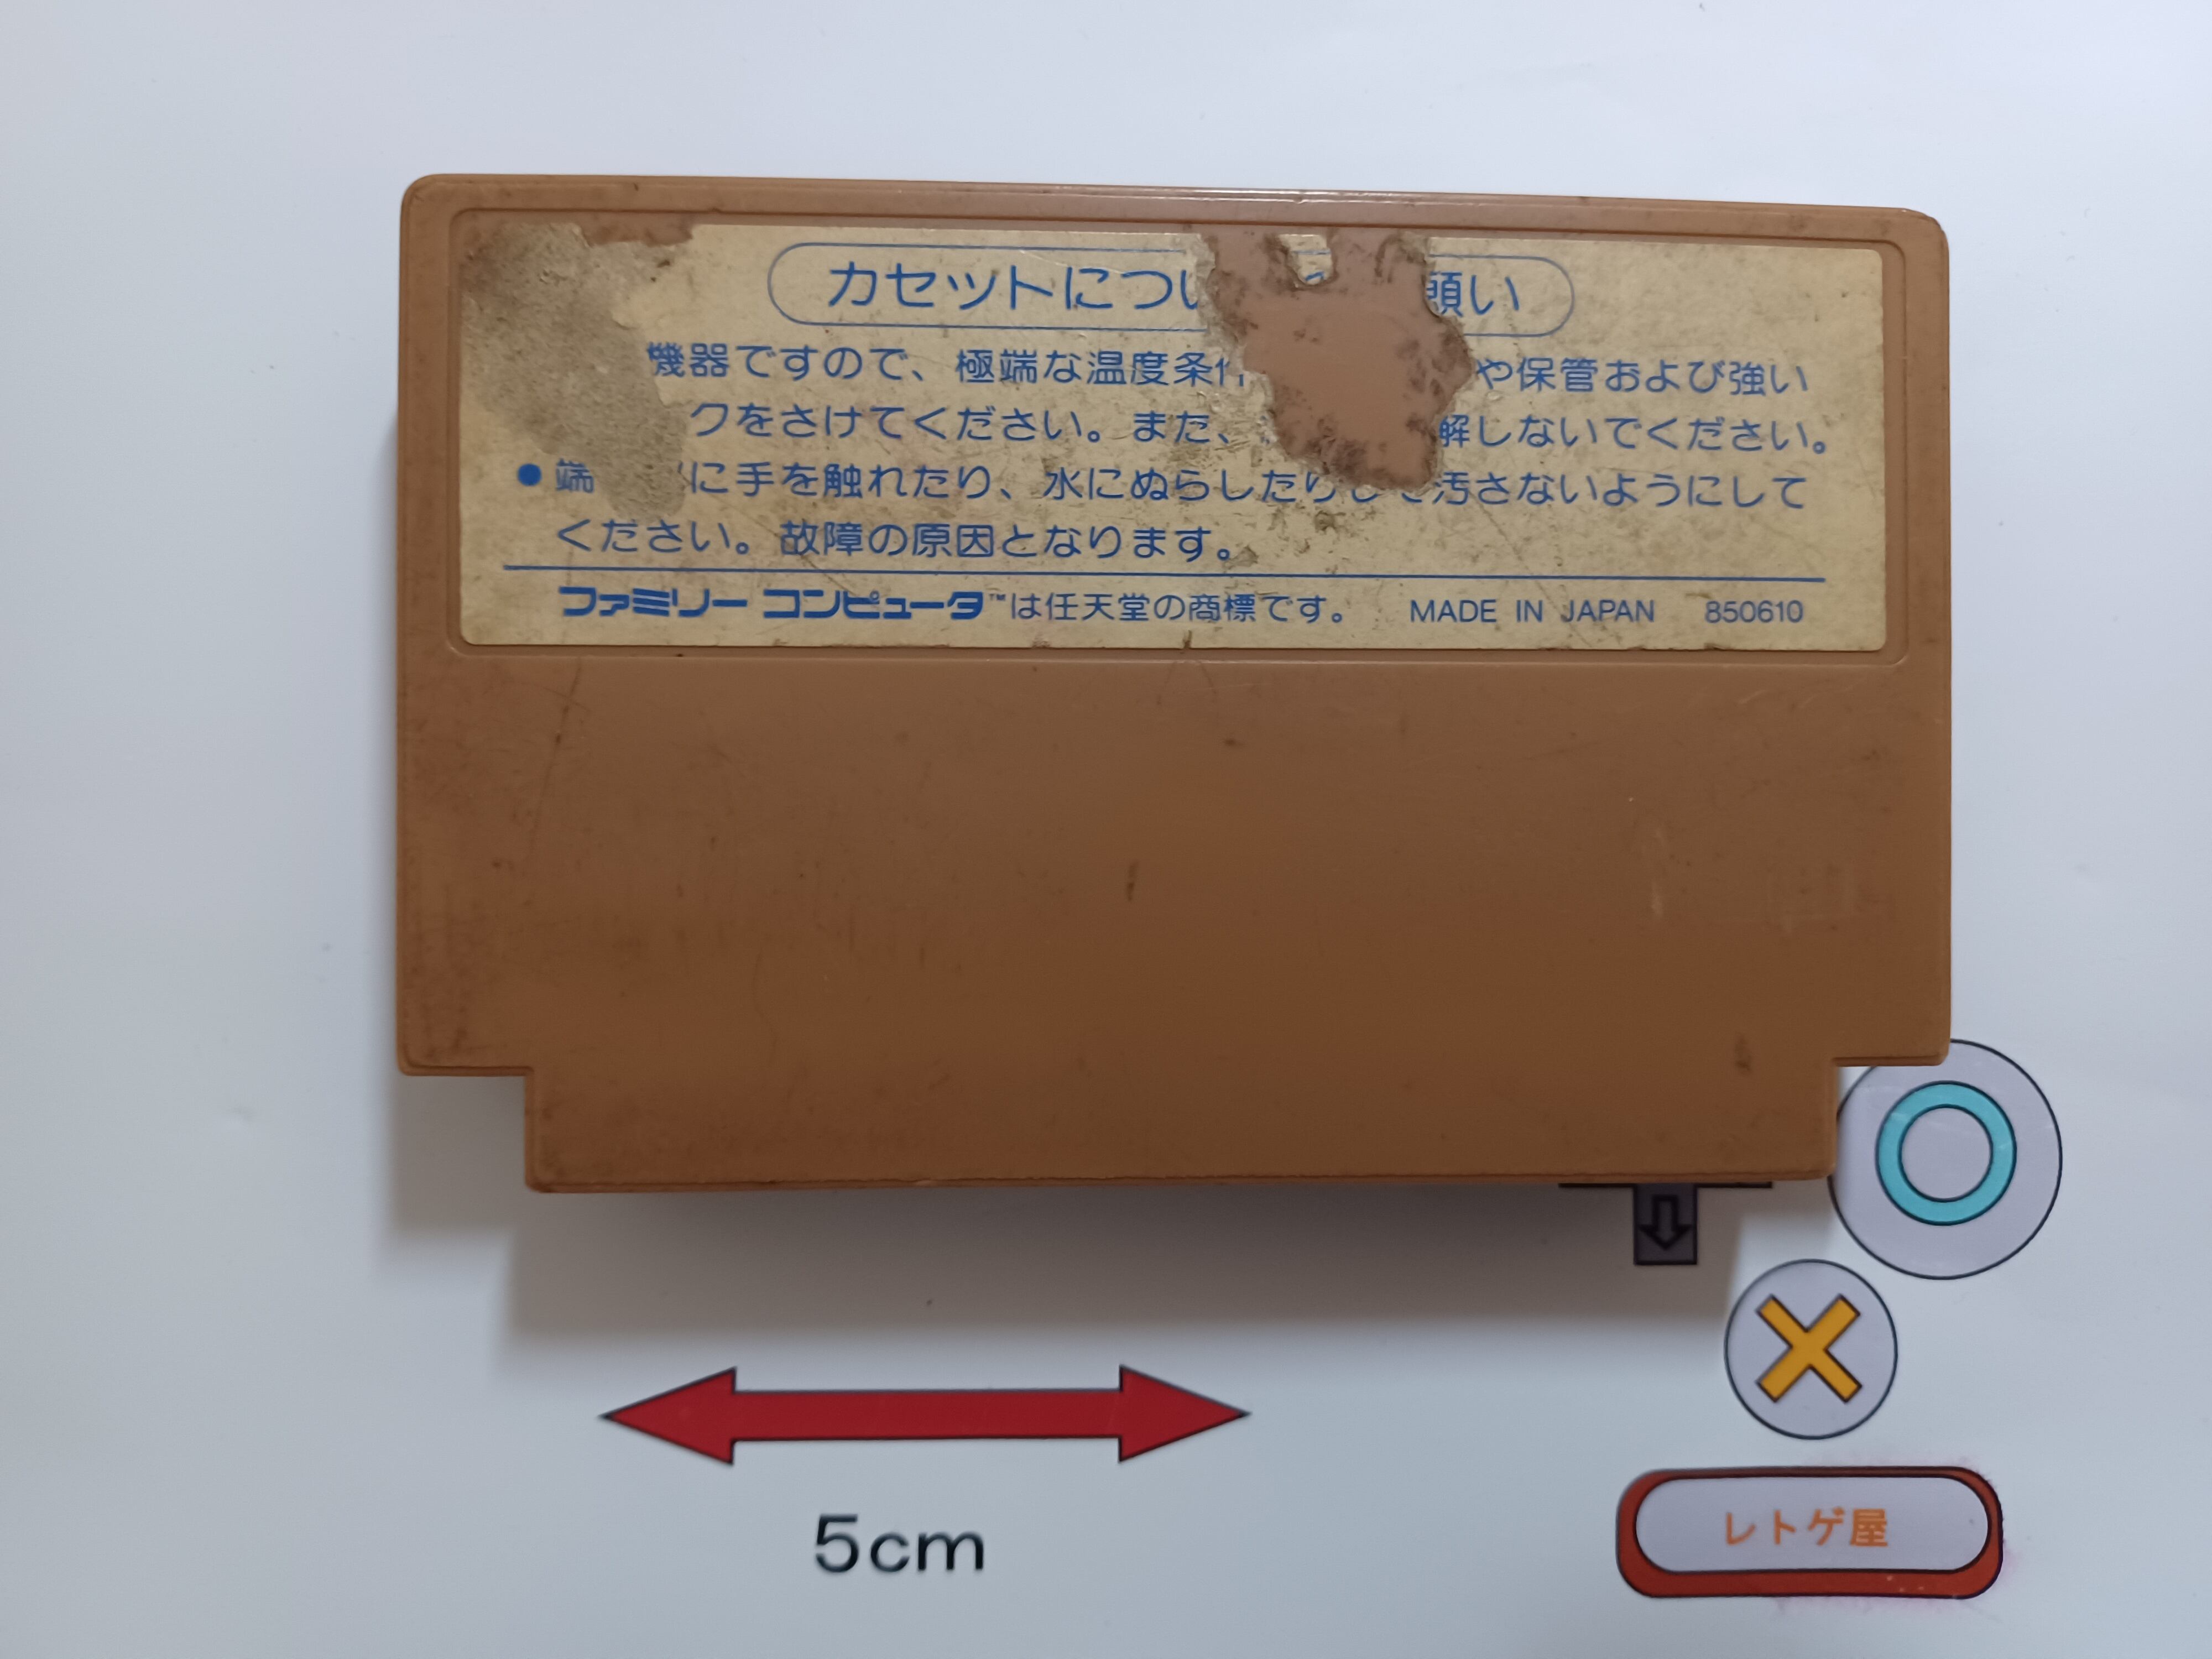 カセットについ 願い
機器ですので、極端な温度条件 や保管および強い
クをさけてください。また、 解しないでください。
●端 に手を触れたり、水にぬらしたりして汚さないようにして
ください。故障の原因となります。
ファミリー コンピュータ™は任天堂の商標です。 MADE IN JAPAN 850610
5cm
レトゲ屋